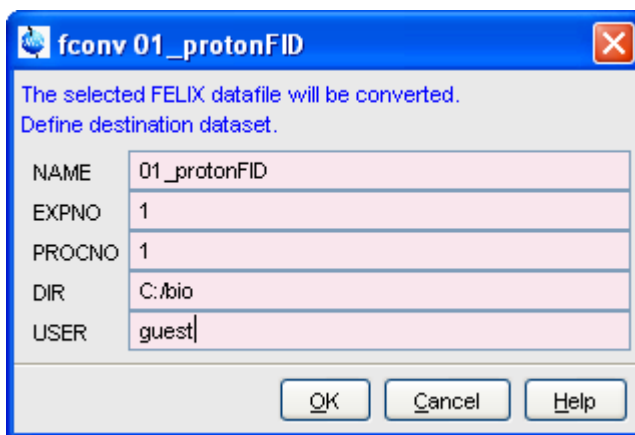 fconv 01_protonFID
The selected FELIX datafile will be converted.
Define destination dataset.
NAME 01_protonFID
EXPNO 1
PROCNO 1
DIR C:/bio
USER guest
OK Cancel Help